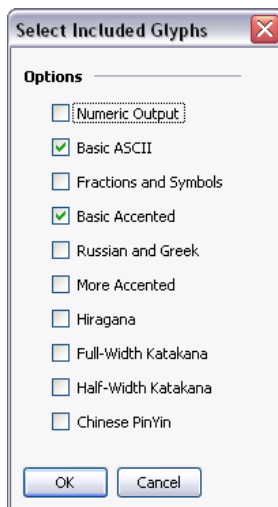 Select Included Glyphs
Options
Numeric Output
Basic ASCII
Fractions and Symbols
Basic Accented
Russian and Greek
More Accented
Hiragana
Full-Width Katakana
Half-Width Katakana
Chinese PinYin
OK Cancel